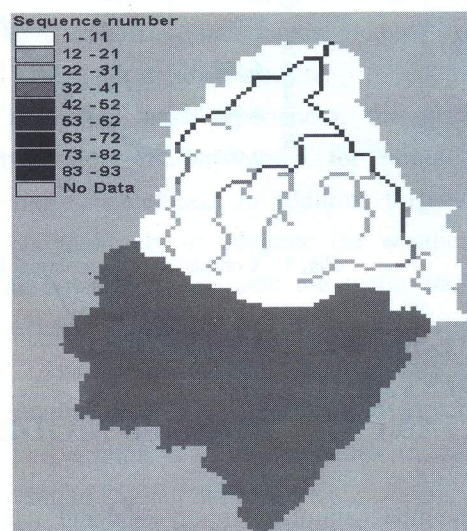 Sequence number
1 - 11
12 - 21
22 - 31
32 - 41
42 - 52
53 - 62
63 - 72
73 - 82
83 - 93
No Data